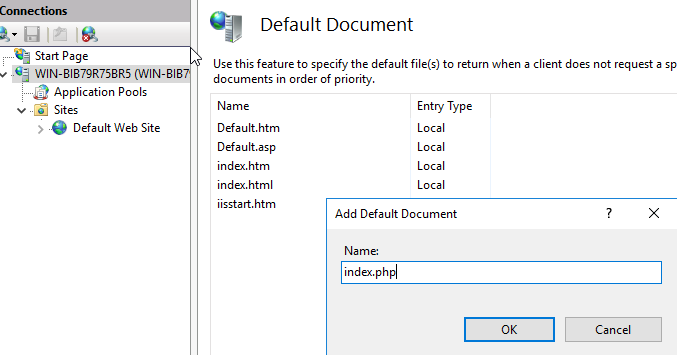 Connections
Start Page
WIN-BIB79R75BR5 (WIN-BIB79
Application Pools
Sites
Default Web Site
Default Document
Use this feature to specify the default file(s) to return when a client does not request a sp
documents in order of priority.
Name Entry Type
Default.htm Local
Default.asp Local
index.htm Local
index.html Local
iisstart.htm
Add Default Document ?
Name:
index.php
OK Cancel